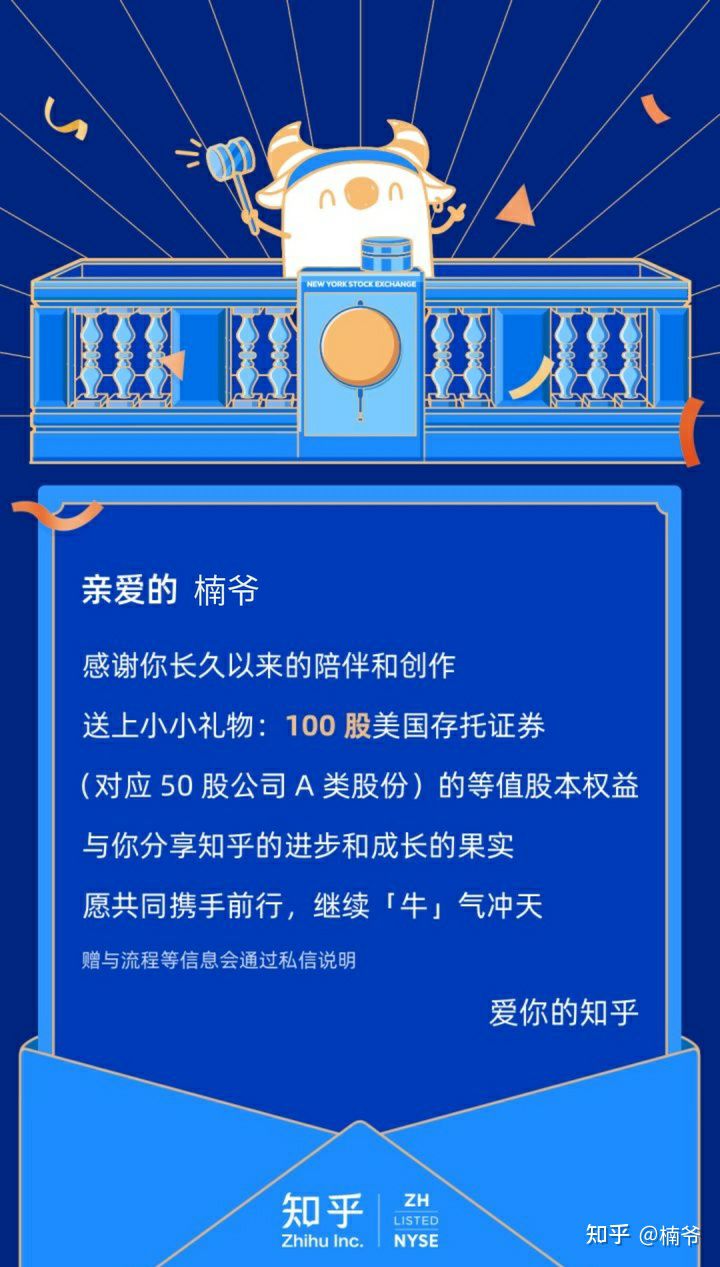 NEW YORK STOCK EXCHANGE
亲爱的 楠爷
感谢你长久以来的陪伴和创作
送上小小礼物：100 股美国存托证券
（对应 50 股公司 A 类股份）的等值股本权益
与你分享知乎的进步和成长的果实
愿共同携手前行，继续「牛」气冲天
赠与流程等信息会通过私信说明
爱你的知乎
知乎
Zhihu Inc.
ZH
LISTED
NYSE
知乎 @楠爷